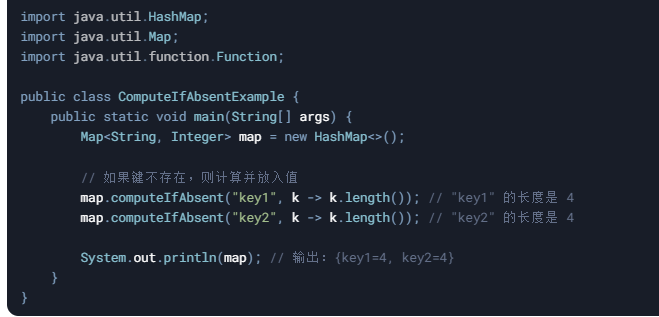 import java.util.HashMap;
import java.util.Map;
import java.util.function.Function;

public class ComputeIfAbsentExample {
    public static void main(String[] args) {
        Map<String, Integer> map = new HashMap<>();

        // 如果键不存在，则计算并放入值
        map.computeIfAbsent("key1", k -> k.length()); // "key1" 的长度是 4
        map.computeIfAbsent("key2", k -> k.length()); // "key2" 的长度是 4

        System.out.println(map); // 输出：{key1=4, key2=4}
    }
}